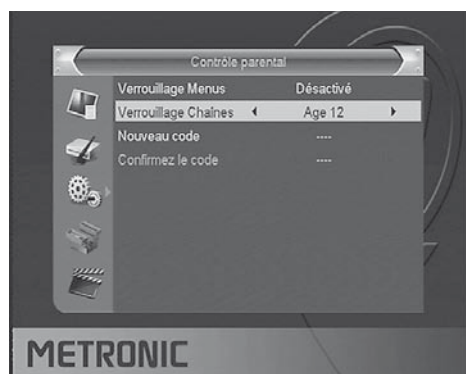 Contrôle parental
Verrouillage Menus Désactivé
Verrouillage Chaînes Age 12
Nouveau code ----
Confirmez le code ----
METRONIC